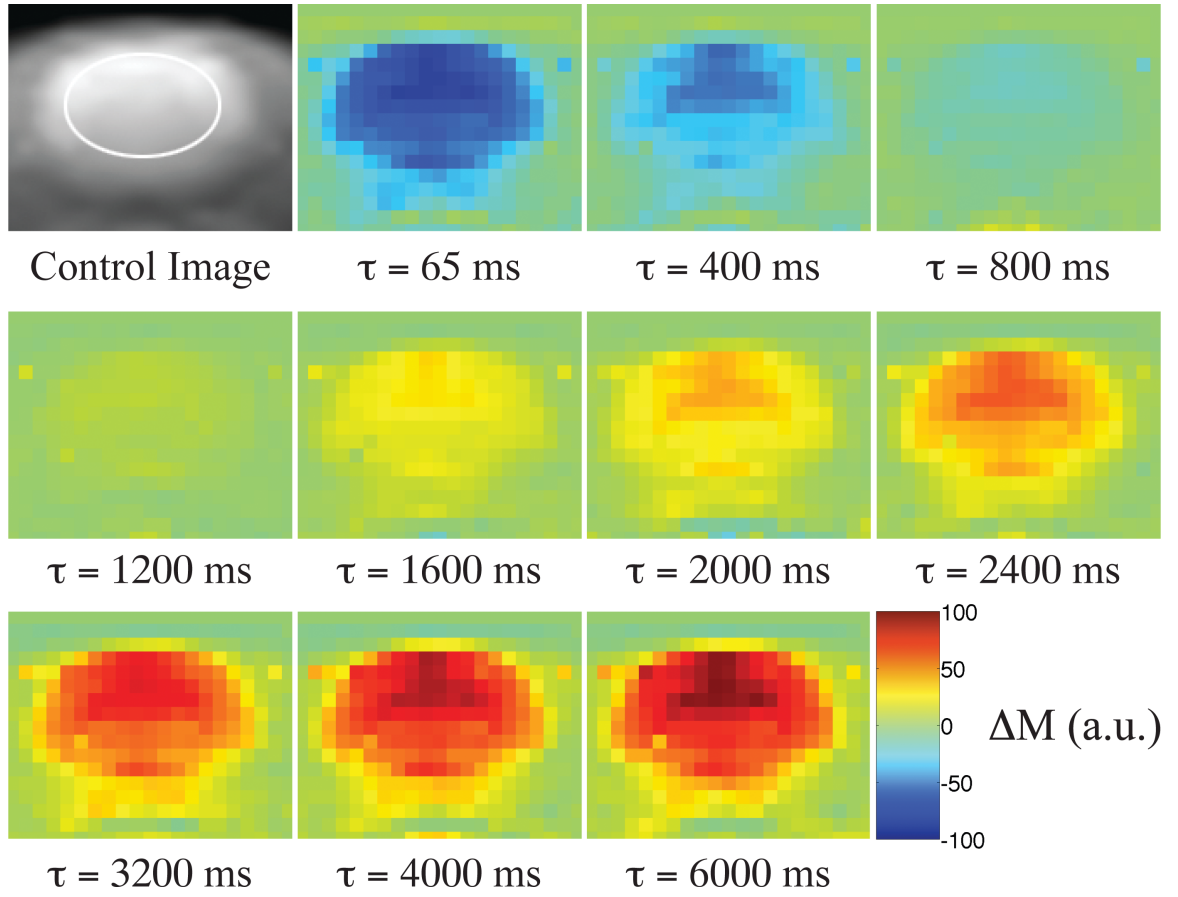 Control Image
τ = 65 ms
τ = 400 ms
τ = 800 ms
τ = 1200 ms
τ = 1600 ms
τ = 2000 ms
τ = 2400 ms
100
50
0
-50
-100
ΔM (a.u.)
τ = 3200 ms
τ = 4000 ms
τ = 6000 ms